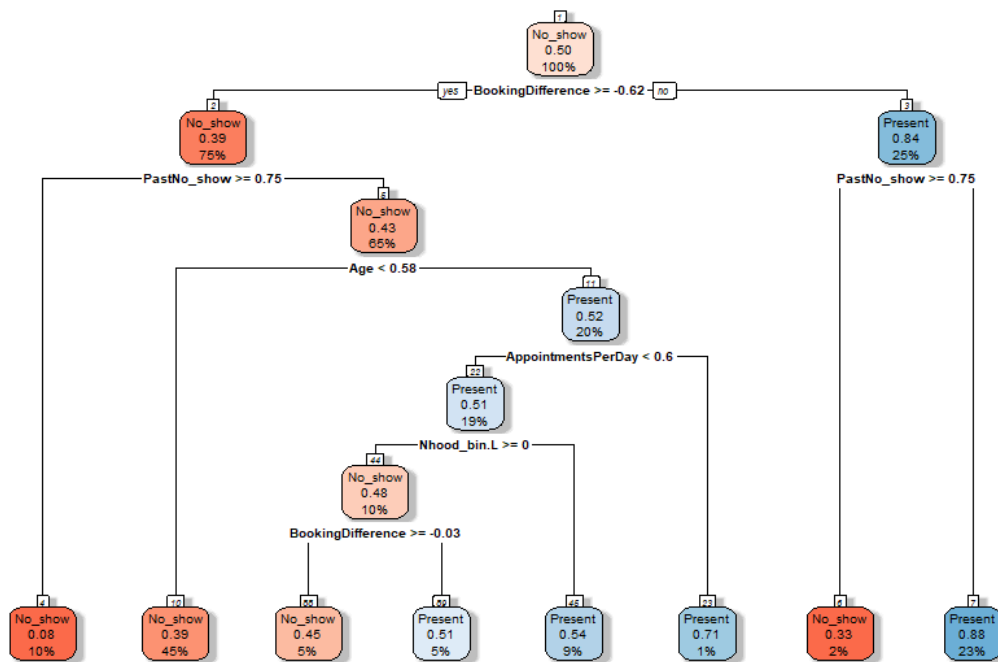 1
No_show
0.50
100%
yes BookingDifference >= -0.62 no
2
No_show
0.39
75%
3
Present
0.84
25%
PastNo_show >= 0.75
PastNo_show >= 0.75
5
No_show
0.43
65%
Age < 0.58
11
Present
0.52
20%
AppointmentsPerDay < 0.6
22
Present
0.51
19%
Nhood_bin.L >= 0
44
No_show
0.48
10%
BookingDifference >= -0.03
4
No_show
0.08
10%
10
No_show
0.39
45%
88
No_show
0.45
5%
89
Present
0.51
5%
45
Present
0.54
9%
23
Present
0.71
1%
6
No_show
0.33
2%
7
Present
0.88
23%